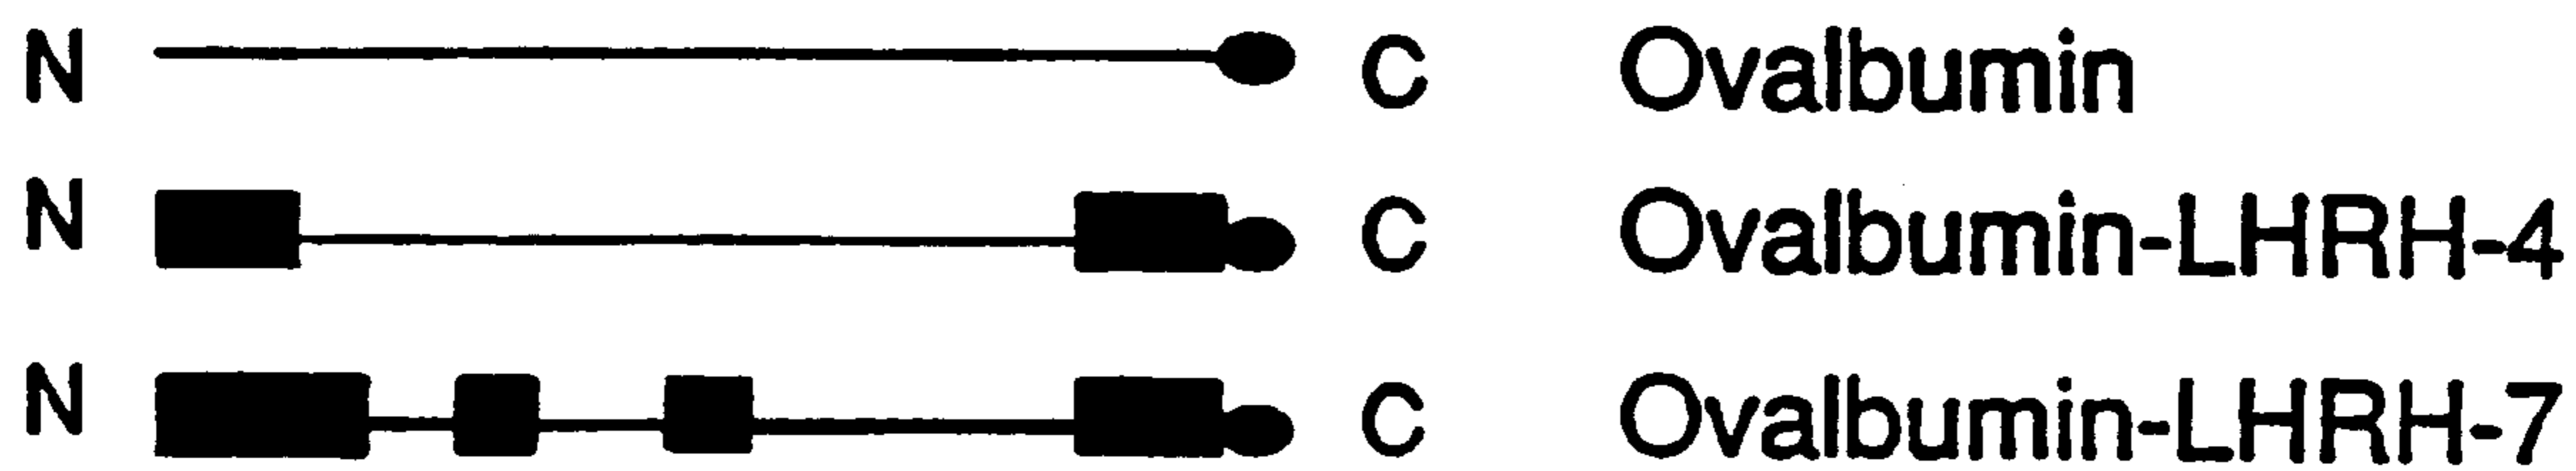 N C Ovalbumin
N C Ovalbumin-LHRH-4
N C Ovalbumin-LHRH-7